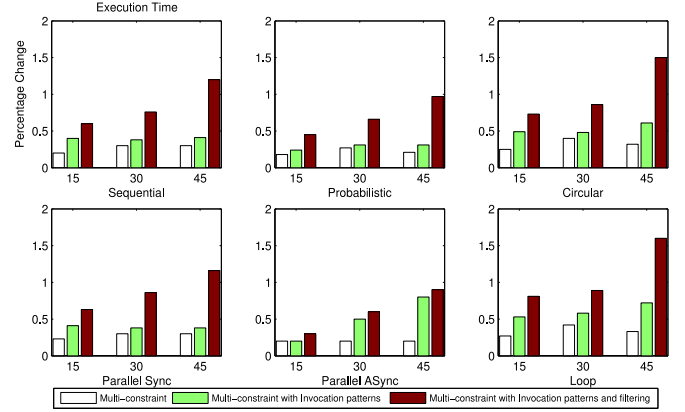 Execution Time
Percentage Change
2
1.5
1
0.5
0
15 30 45
Sequential
2
1.5
1
0.5
0
15 30 45
Probabilistic
2
1.5
1
0.5
0
15 30 45
Circular
2
1.5
1
0.5
0
15 30 45
Parallel Sync
2
1.5
1
0.5
0
15 30 45
Parallel ASync
2
1.5
1
0.5
0
15 30 45
Loop
Multi−constraint Multi−constraint with Invocation patterns Multi−constraint with Invocation patterns and filtering